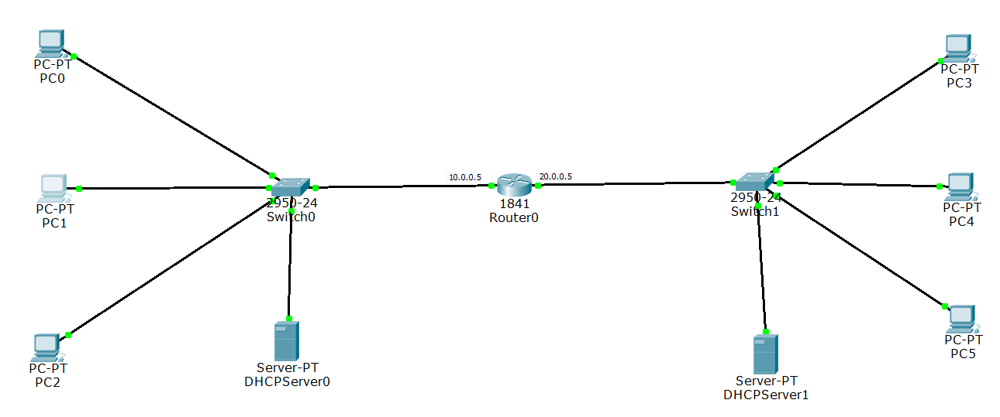 PC-PT
PC0
PC-PT
PC3
10.0.0.5
20.0.0.5
PC-PT
PC1
2950-24
Switch0
1841
Router0
2950-24
Switch1
PC-PT
PC4
PC-PT
PC2
Server-PT
DHCPServer0
Server-PT
DHCPServer1
PC-PT
PC5